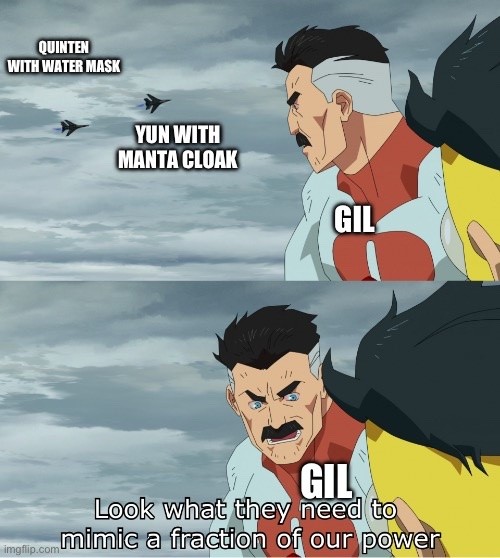 QUINTEN
WITH WATER MASK
YUN WITH
MANTA CLOAK
GIL
GIL
Look what they need to
mimic a fraction of our power
imgflip.com